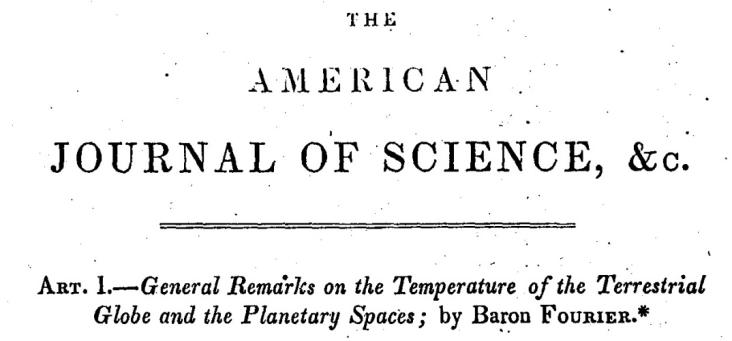 THE
AMERICAN
JOURNAL OF SCIENCE, &c.
ART. 1.—General Remarks on the Temperature of the Terrestrial
Globe and the Planetary Spaces; by Baron FOURIER.*